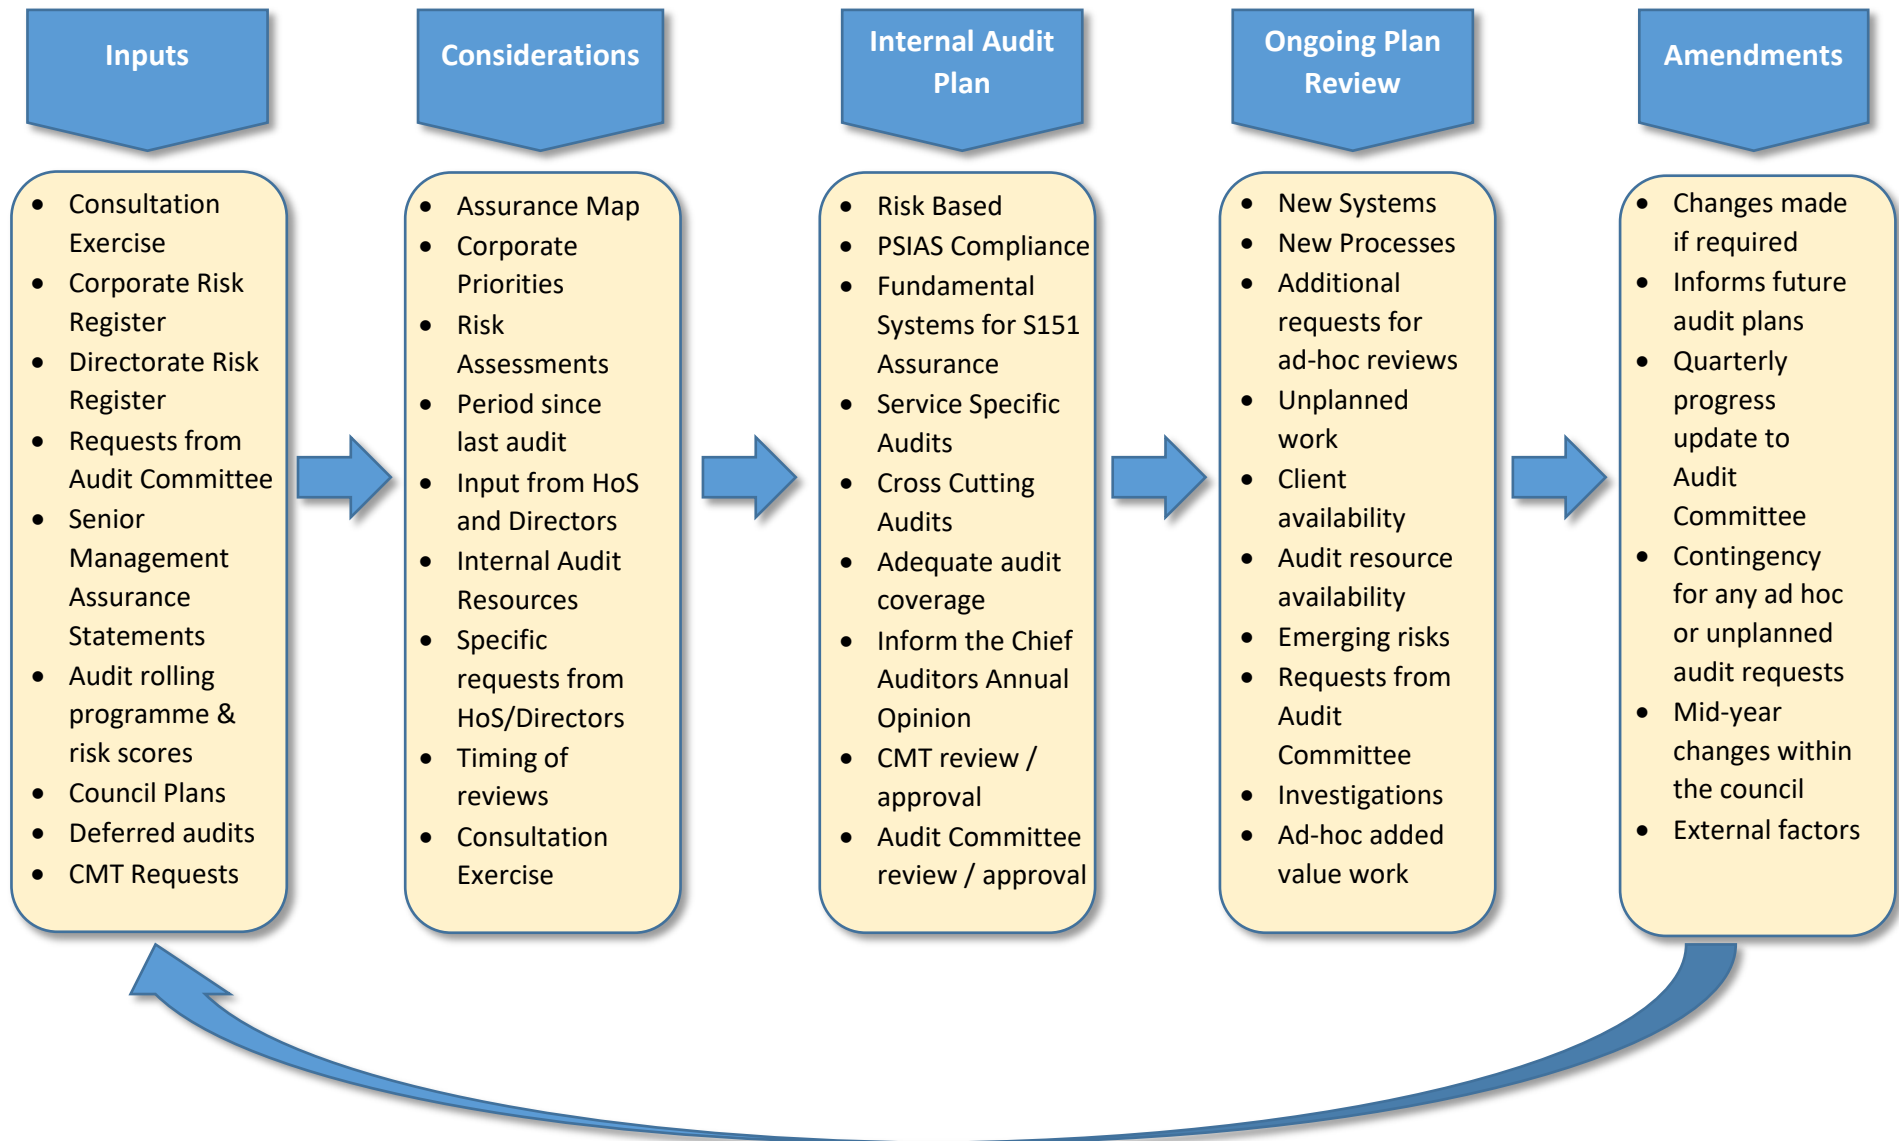 Inputs
Considerations
Internal Audit
Plan
Ongoing Plan
Review
Amendments
• Consultation
Exercise
• Corporate Risk
Register
• Directorate Risk
Register
• Requests from
Audit Committee
• Senior
Management
Assurance
Statements
• Audit rolling
programme &
risk scores
• Council Plans
• Deferred audits
• CMT Requests
• Assurance Map
• Corporate
Priorities
• Risk
Assessments
• Period since
last audit
• Input from HoS
and Directors
• Internal Audit
Resources
• Specific
requests from
HoS/Directors
• Timing of
reviews
• Consultation
Exercise
• Risk Based
• PSIAS Compliance
• Fundamental
Systems for S151
Assurance
• Service Specific
Audits
• Cross Cutting
Audits
• Adequate audit
coverage
• Inform the Chief
Auditors Annual
Opinion
• CMT review /
approval
• Audit Committee
review / approval
• New Systems
• New Processes
• Additional
requests for
ad-hoc reviews
• Unplanned
work
• Client
availability
• Audit resource
availability
• Emerging risks
• Requests from
Audit
Committee
• Investigations
• Ad-hoc added
value work
• Changes made
if required
• Informs future
audit plans
• Quarterly
progress
update to
Audit
Committee
• Contingency
for any ad hoc
or unplanned
audit requests
• Mid-year
changes within
the council
• External factors